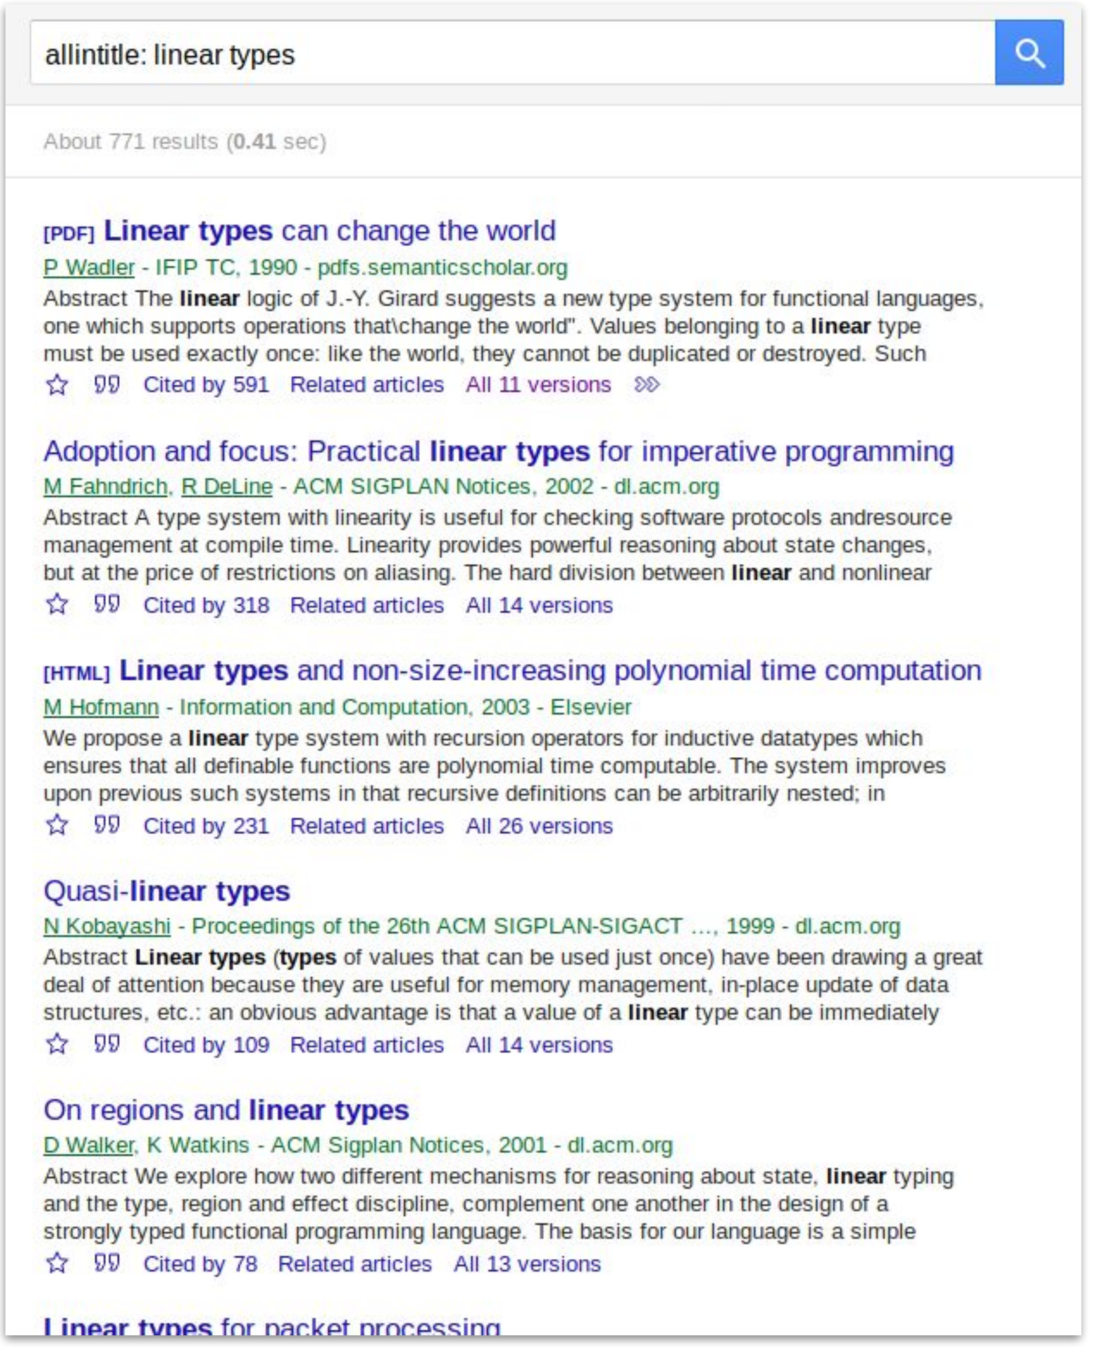 allintitle: linear types
About 771 results (0.41 sec)
[PDF] Linear types can change the world
P Wadler - IFIP TC, 1990 - pdfs.semanticscholar.org
Abstract The linear logic of J.-Y. Girard suggests a new type system for functional languages,
one which supports operations that\change the world". Values belonging to a linear type
must be used exactly once: like the world, they cannot be duplicated or destroyed. Such
Cited by 591 Related articles All 11 versions
Adoption and focus: Practical linear types for imperative programming
M Fahndrich, R DeLine - ACM SIGPLAN Notices, 2002 - dl.acm.org
Abstract A type system with linearity is useful for checking software protocols andresource
management at compile time. Linearity provides powerful reasoning about state changes,
but at the price of restrictions on aliasing. The hard division between linear and nonlinear
Cited by 318 Related articles All 14 versions
[HTML] Linear types and non-size-increasing polynomial time computation
M Hofmann - Information and Computation, 2003 - Elsevier
We propose a linear type system with recursion operators for inductive datatypes which
ensures that all definable functions are polynomial time computable. The system improves
upon previous such systems in that recursive definitions can be arbitrarily nested; in
Cited by 231 Related articles All 26 versions
Quasi-linear types
N Kobayashi - Proceedings of the 26th ACM SIGPLAN-SIGACT …, 1999 - dl.acm.org
Abstract Linear types (types of values that can be used just once) have been drawing a great
deal of attention because they are useful for memory management, in-place update of data
structures, etc.: an obvious advantage is that a value of a linear type can be immediately
Cited by 109 Related articles All 14 versions
On regions and linear types
D Walker, K Watkins - ACM Sigplan Notices, 2001 - dl.acm.org
Abstract We explore how two different mechanisms for reasoning about state, linear typing
and the type, region and effect discipline, complement one another in the design of a
strongly typed functional programming language. The basis for our language is a simple
Cited by 78 Related articles All 13 versions
Linear types for packet processing